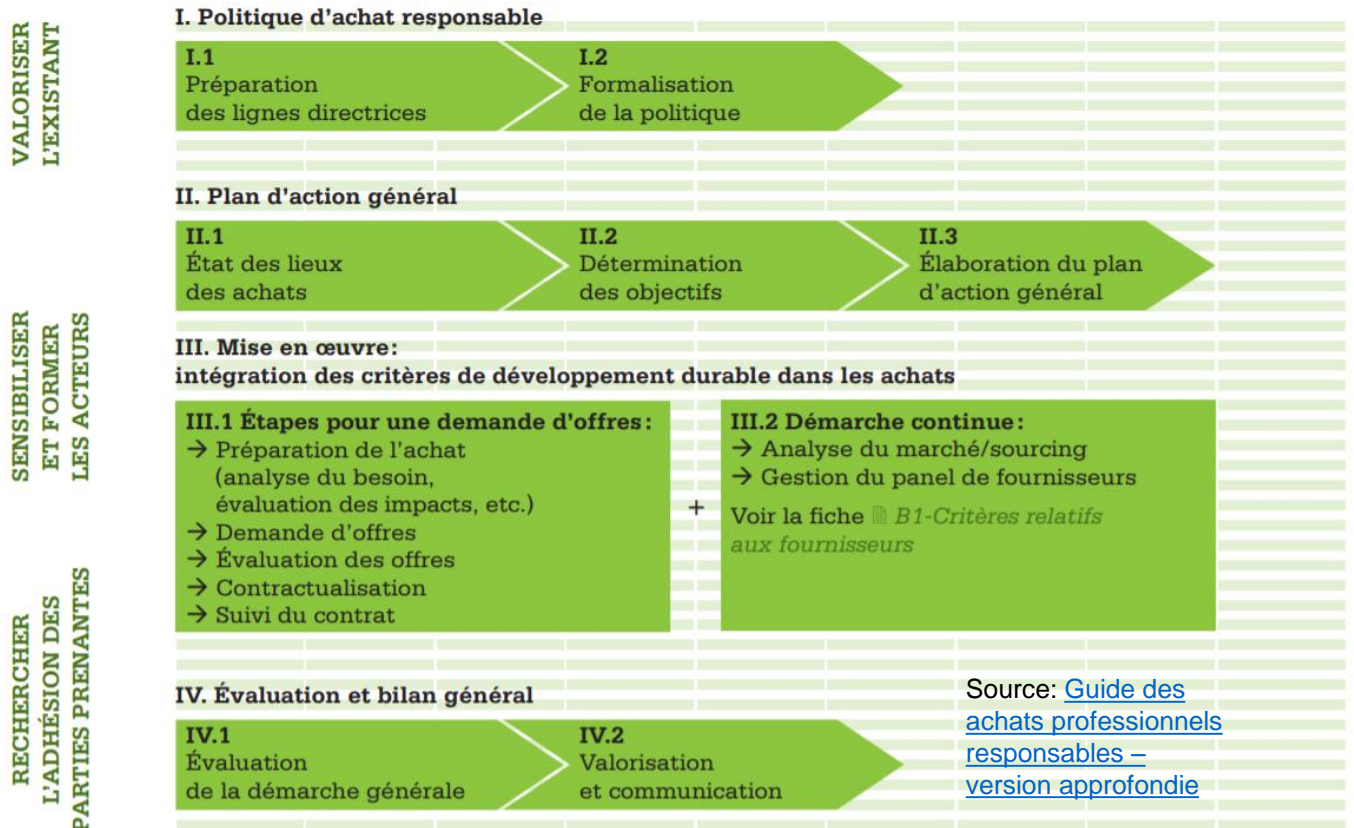 VALORISER
L'EXISTANT
I. Politique d'achat responsable
I.1
Préparation
des lignes directrices
I.2
Formalisation
de la politique
II. Plan d'action général
II.1
État des lieux
des achats
II.2
Détermination
des objectifs
II.3
Élaboration du plan
d'action général
SENSIBILISER
ET FORMER
LES ACTEURS
III. Mise en œuvre:
intégration des critères de développement durable dans les achats
III.1 Étapes pour une demande d'offres:
→ Préparation de l'achat
(analyse du besoin,
évaluation des impacts, etc.)
→ Demande d'offres
→ Évaluation des offres
→ Contractualisation
→ Suivi du contrat
+
III.2 Démarche continue:
→ Analyse du marché/sourcing
→ Gestion du panel de fournisseurs
Voir la fiche B1-Critères relatifs
aux fournisseurs
RECHERCHER
L'ADHÉSION DES
PARTIES PRENANTES
IV. Évaluation et bilan général
IV.1
Évaluation
de la démarche générale
IV.2
Valorisation
et communication
Source: Guide des
achats professionnels
responsables –
version approfondie